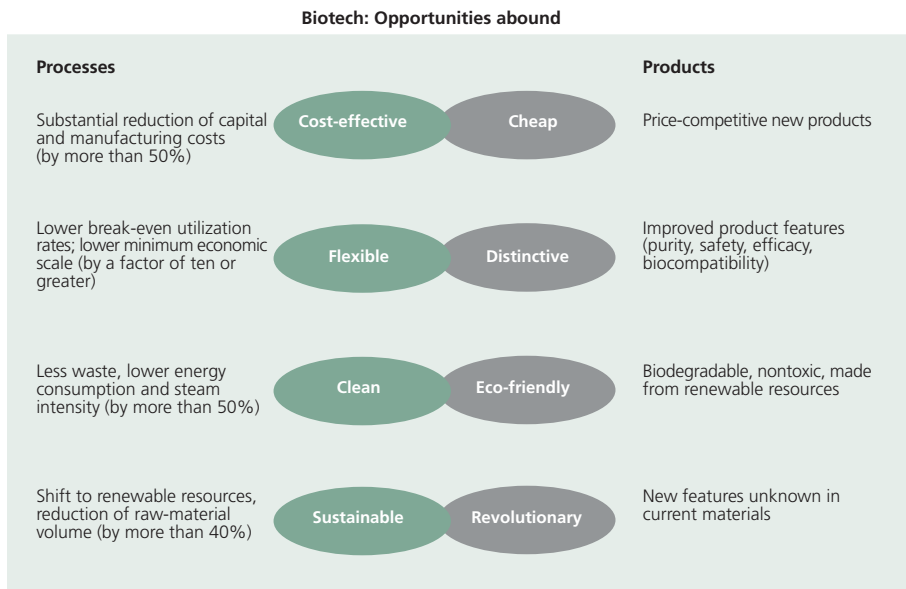 Biotech: Opportunities abound
Processes
Products
Substantial reduction of capital
and manufacturing costs
(by more than 50%)
Cost-effective
Cheap
Price-competitive new products
Lower break-even utilization
rates; lower minimum economic
scale (by a factor of ten or
greater)
Flexible
Distinctive
Improved product features
(purity, safety, efficacy,
biocompatibility)
Less waste, lower energy
consumption and steam
intensity (by more than 50%)
Clean
Eco-friendly
Biodegradable, nontoxic, made
from renewable resources
Shift to renewable resources,
reduction of raw-material
volume (by more than 40%)
Sustainable
Revolutionary
New features unknown in
current materials